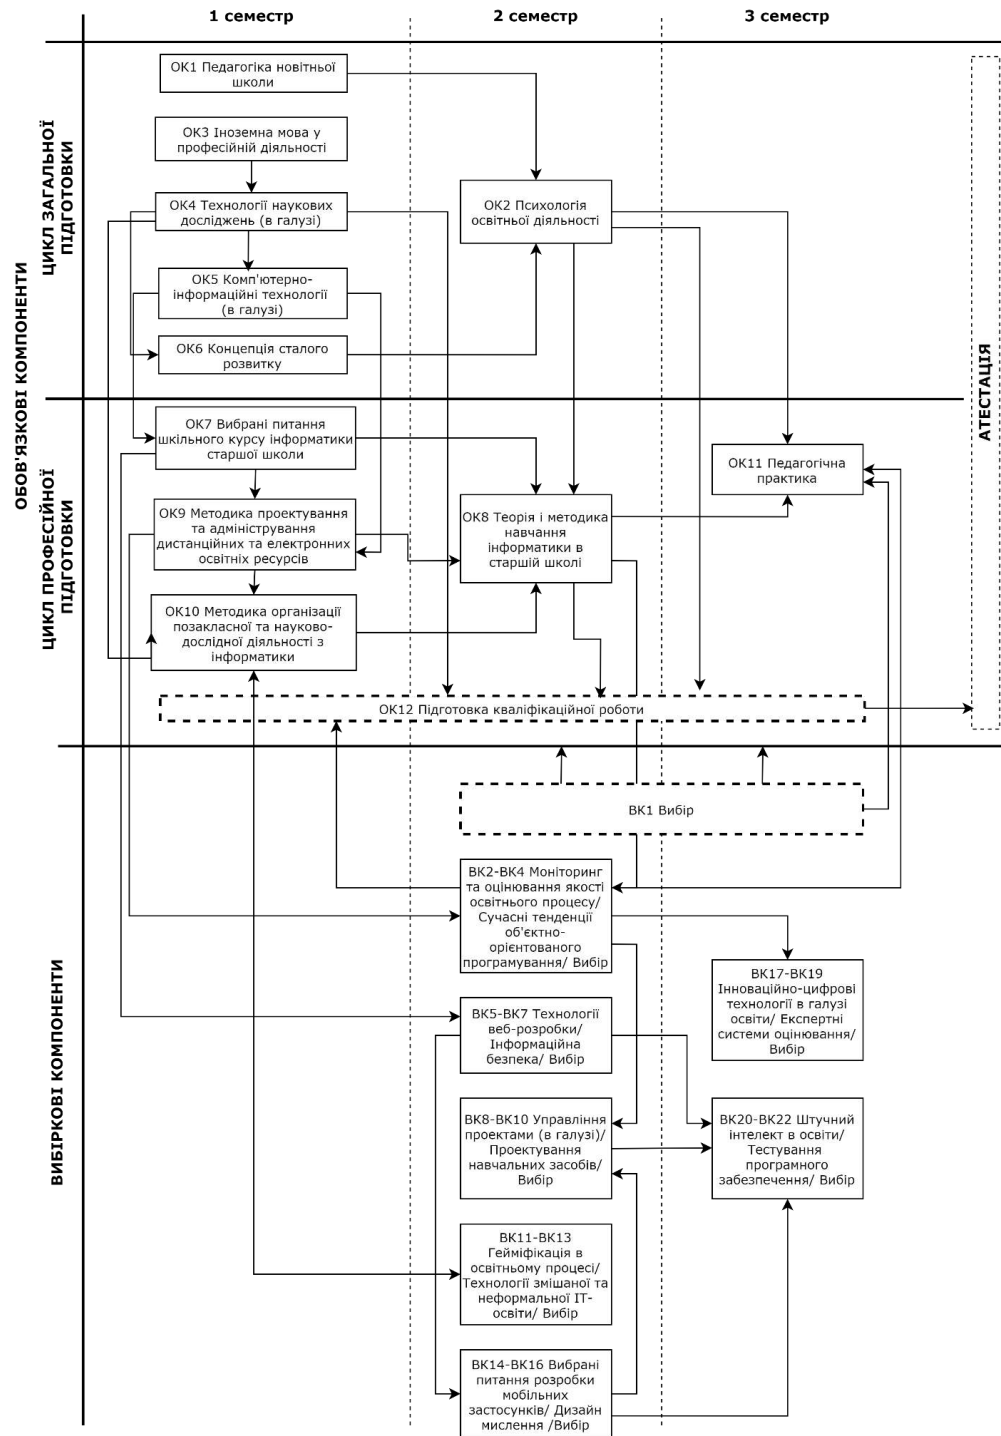 1 семестр
2 семестр
3 семестр
ОБОВ'ЯЗКОВІ КОМПОНЕНТИ
ЦИКЛ ЗАГАЛЬНОЇ
ПІДГОТОВКИ
ОК1 Педагогіка новітньої
школи
ОК3 Іноземна мова у
професійній діяльності
ОК4 Технології наукових
досліджень (в галузі)
ОК2 Психологія
освітньої діяльності
ОК5 Комп'ютерно-
інформаційні технології
(в галузі)
ОК6 Концепція сталого
розвитку
АТЕСТАЦІЯ
ЦИКЛ ПРОФЕСІЙНОЇ
ПІДГОТОВКИ
ОК7 Вибрані питання
шкільного курсу інформатики
старшої школи
ОК11 Педагогічна
практика
ОК9 Методика проектування
та адміністрування
дистанційних та електронних
освітніх ресурсів
ОК8 Теорія і методика
навчання
інформатики в
старшій школі
ОК10 Методика організації
позакласної та науково-
дослідної діяльності з
інформатики
ОК12 Підготовка кваліфікаційної роботи
ВИБІРКОВІ КОМПОНЕНТИ
ВК1 Вибір
ВК2-ВК4 Моніторинг
та оцінювання якості
освітнього процесу/
Сучасні тенденції
об'єктно-
орієнтованого
програмування/ Вибір
ВК17-ВК19
Інноваційно-цифрові
технології в галузі
освіти/ Експертні
системи оцінювання/
Вибір
ВК5-ВК7 Технології
веб-розробки/
Інформаційна
безпека/ Вибір
ВК8-ВК10 Управління
проектами (в галузі)/
Проектування
навчальних засобів/
Вибір
ВК20-ВК22 Штучний
інтелект в освіти/
Тестування
програмного
забезпечення/ Вибір
ВК11-ВК13
Гейміфікація в
освітньому процесі/
Технології змішаної та
неформальної ІТ-
освіти/ Вибір
ВК14-ВК16 Вибрані
питання розробки
мобільних
застосунків/ Дизайн
мислення /Вибір